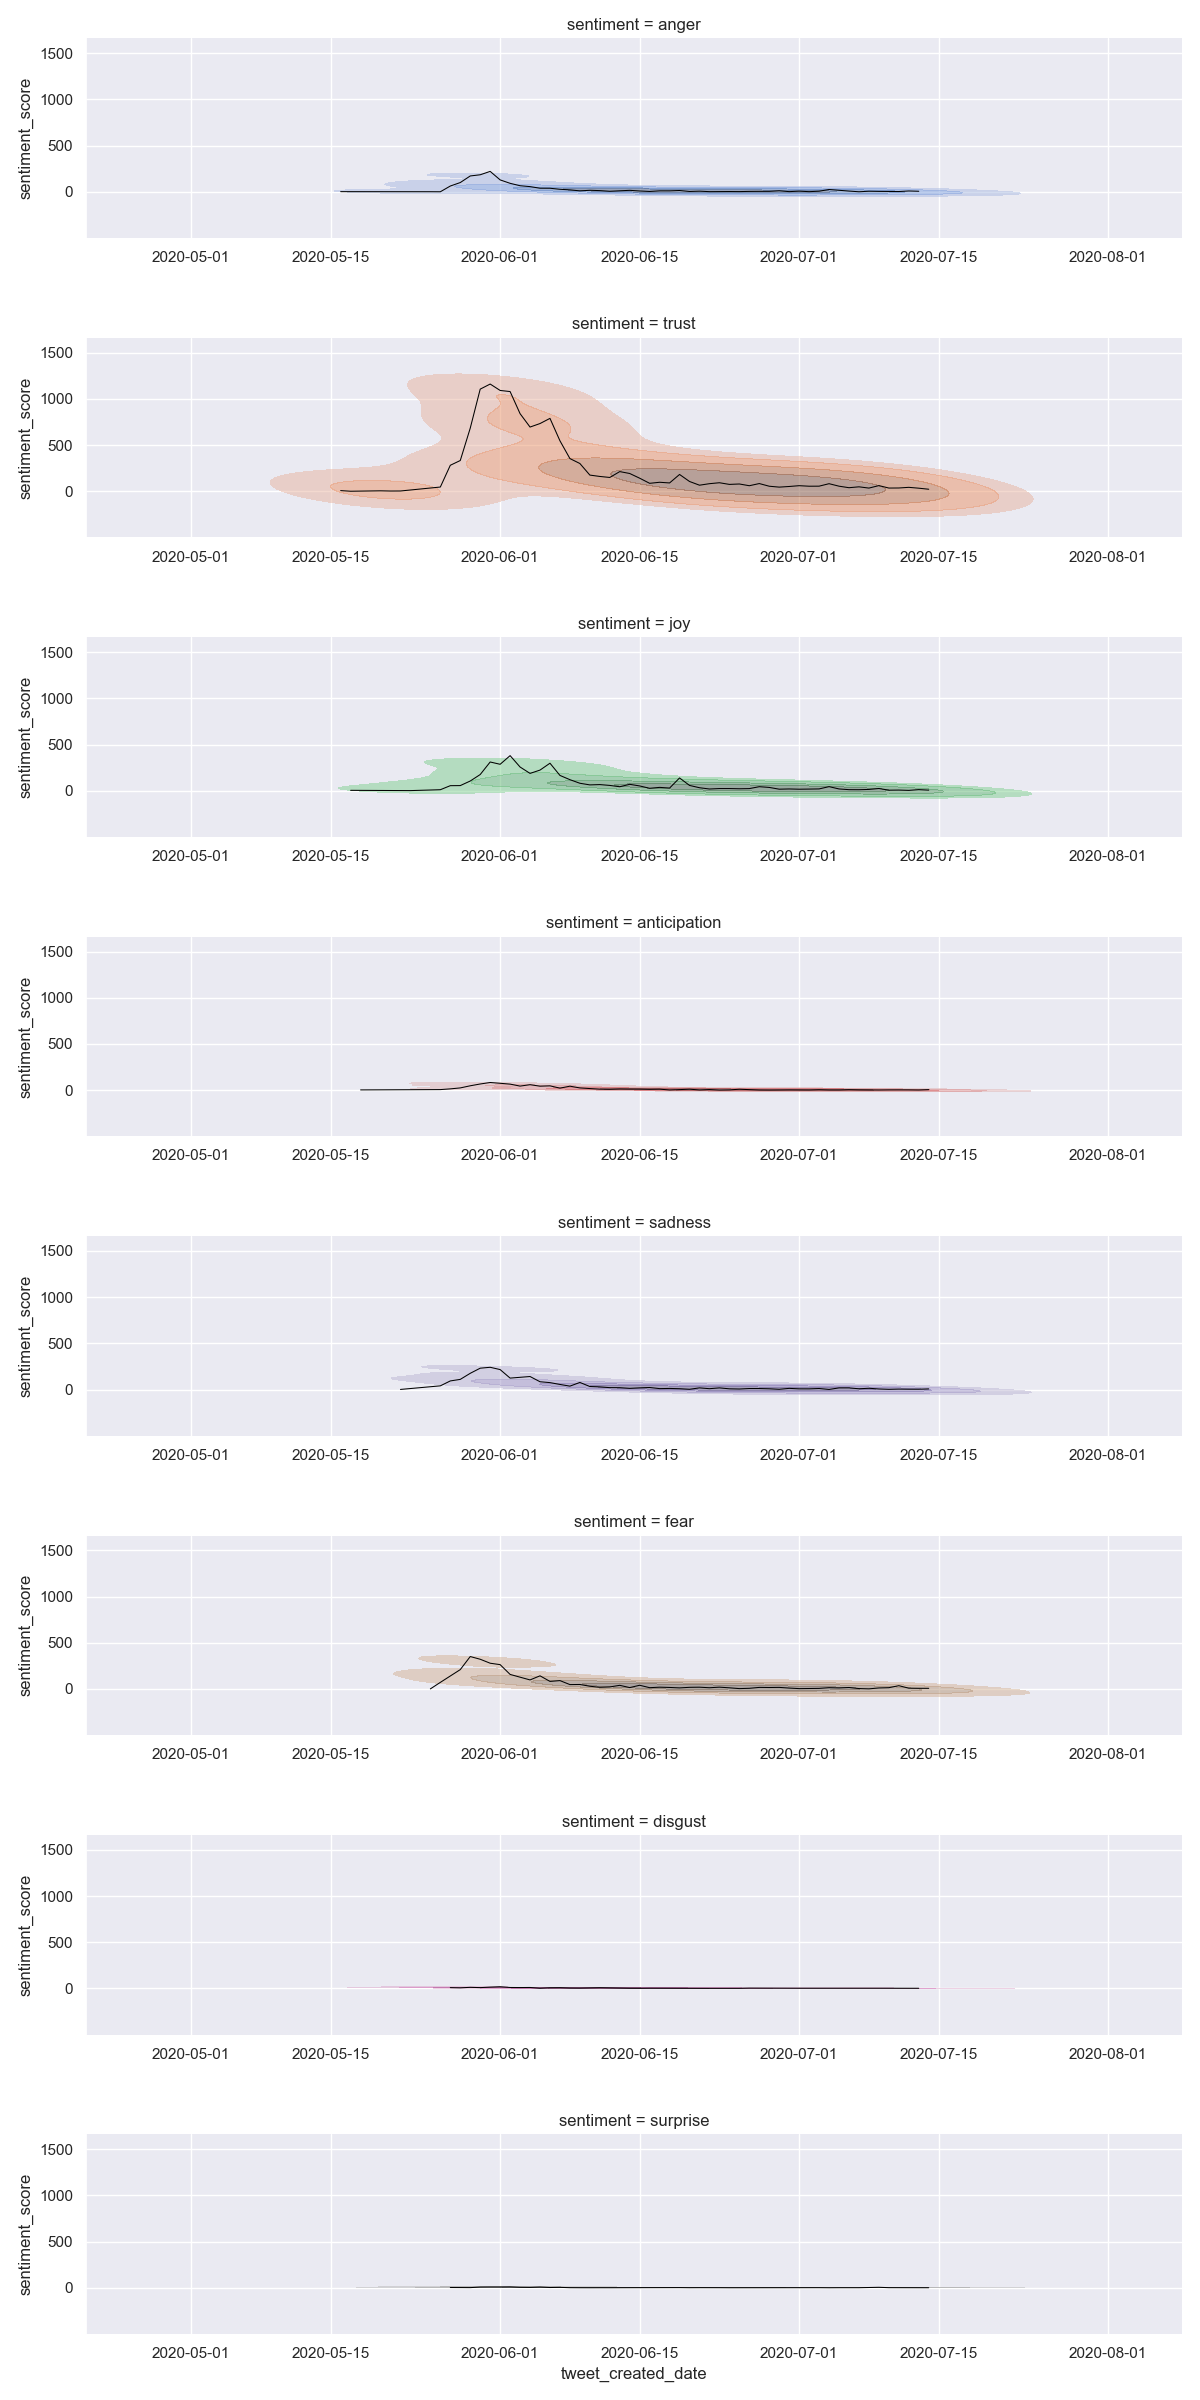 sentiment = anger
sentiment_score
1500
1000
500
0
2020-05-01 2020-05-15 2020-06-01 2020-06-15 2020-07-01 2020-07-15 2020-08-01
sentiment = trust
sentiment_score
1500
1000
500
0
2020-05-01 2020-05-15 2020-06-01 2020-06-15 2020-07-01 2020-07-15 2020-08-01
sentiment = joy
sentiment_score
1500
1000
500
0
2020-05-01 2020-05-15 2020-06-01 2020-06-15 2020-07-01 2020-07-15 2020-08-01
sentiment = anticipation
sentiment_score
1500
1000
500
0
2020-05-01 2020-05-15 2020-06-01 2020-06-15 2020-07-01 2020-07-15 2020-08-01
sentiment = sadness
sentiment_score
1500
1000
500
0
2020-05-01 2020-05-15 2020-06-01 2020-06-15 2020-07-01 2020-07-15 2020-08-01
sentiment = fear
sentiment_score
1500
1000
500
0
2020-05-01 2020-05-15 2020-06-01 2020-06-15 2020-07-01 2020-07-15 2020-08-01
sentiment = disgust
sentiment_score
1500
1000
500
0
2020-05-01 2020-05-15 2020-06-01 2020-06-15 2020-07-01 2020-07-15 2020-08-01
sentiment = surprise
sentiment_score
1500
1000
500
0
2020-05-01 2020-05-15 2020-06-01 2020-06-15 2020-07-01 2020-07-15 2020-08-01
tweet_created_date